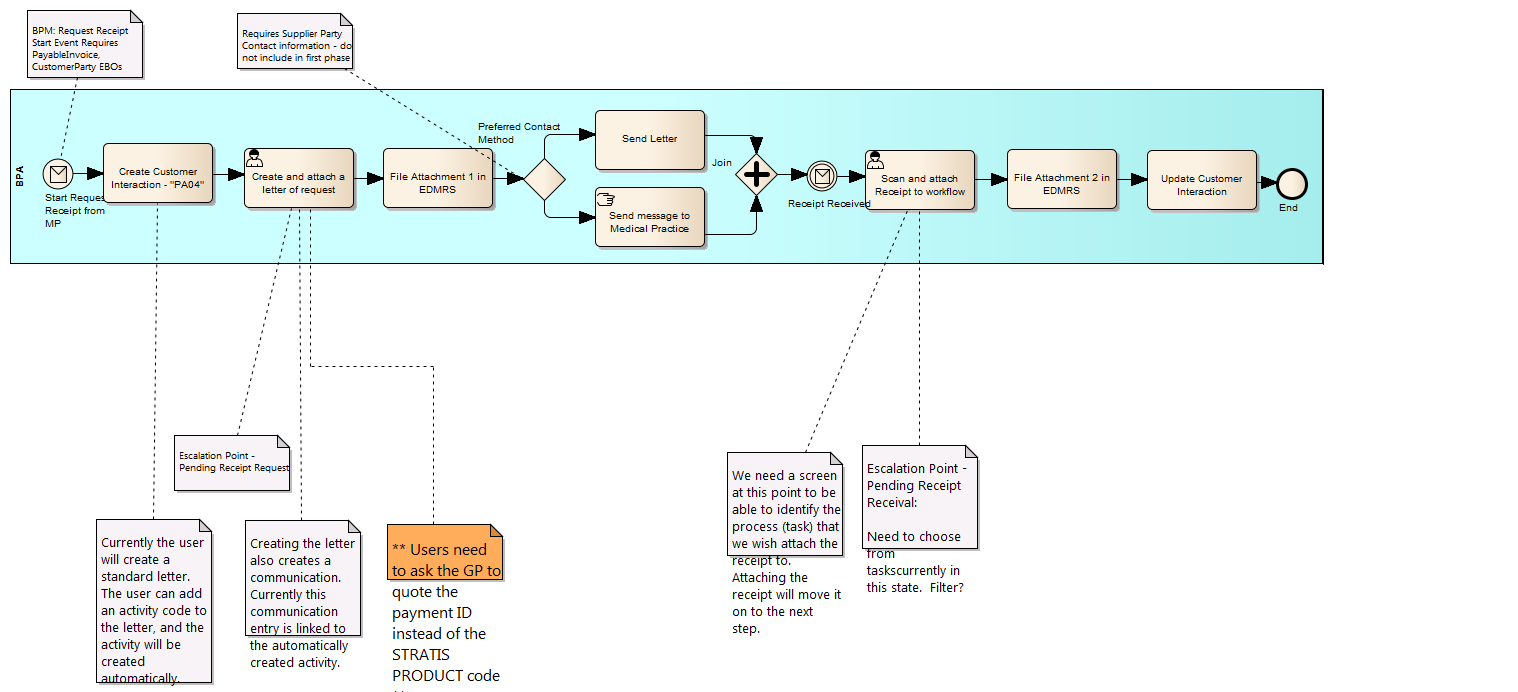 BPM: Request Receipt
Start Event Requires
PayableInvoice,
CustomerParty EBOs
Requires Supplier Party
Contact information - do
not include in first phase
BPA
Start Reques
Receipt from
MP
Create Customer
Interaction - "PA04"
Create and attach a
letter of request
File Attachment 1 in
EDMRS
Preferred Contact
Method
Send Letter
Send message to
Medical Practice
Join
Receipt Received
Scan and attach
Receipt to workflow
File Attachment 2 in
EDMRS
Update Customer
Interaction
End
Escalation Point -
Pending Receipt Request
Currently the user
will create a
standard letter.
The user can add
an activity code to
the letter, and the
activity will be
created
automatically.
Creating the letter
also creates a
communication.
Currently this
communication
entry is linked to
the automatically
created activity.
** Users need
to ask the GP to
quote the
payment ID
instead of the
STRATIS
PRODUCT code
We need a screen
at this point to be
able to identify the
process (task) that
we wish attach the
receipt to.
Attaching the
receipt will move it
on to the next
step.
Escalation Point -
Pending Receipt
Receival:
Need to choose
from
taskscurrently in
this state.  Filter?